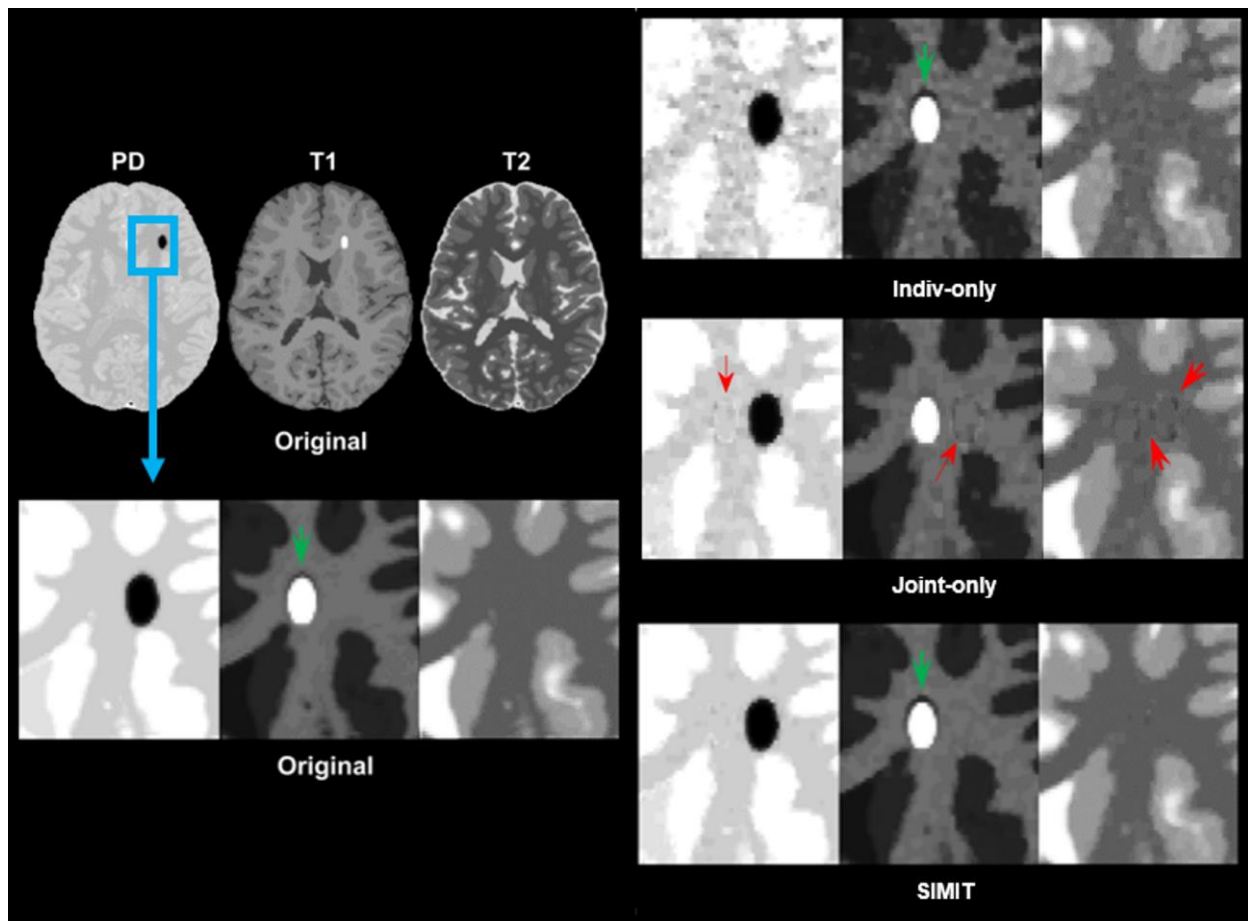 PD T1 T2
Original
Original
Indiv-only
Joint-only
SIMIT